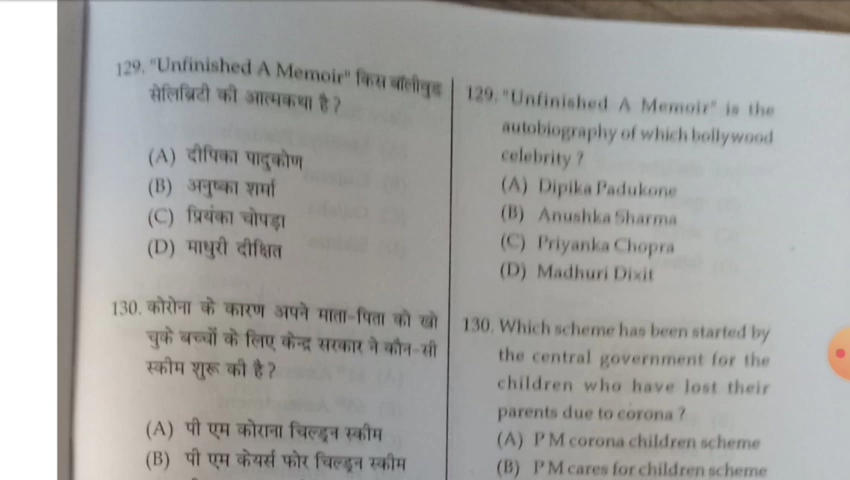 129. "Unfinished A Memoir" किस बॉलीवुड
सेलिब्रिटी की आत्मकथा है ?
(A) दीपिका पादुकोण
(B) अनुष्का शर्मा
(C) प्रियंका चोपड़ा
(D) माधुरी दीक्षित
130. कोरोना के कारण अपने माता-पिता को खो
चुके बच्चों के लिए केन्द्र सरकार ने कौन-सी
स्कीम शुरू की है ?
(A) पी एम कोराना चिल्ड्रन स्कीम
(B) पी एम केयर्स फोर चिल्ड्रन स्कीम
129. "Unfinished A Memoir" is the
autobiography of which bollywood
celebrity ?
(A) Dipika Padukone
(B) Anushka Sharma
(C) Priyanka Chopra
(D) Madhuri Dixit
130. Which scheme has been started by
the central government for the
children who have lost their
parents due to corona ?
(A) P M corona children scheme
(B) P M cares for children scheme